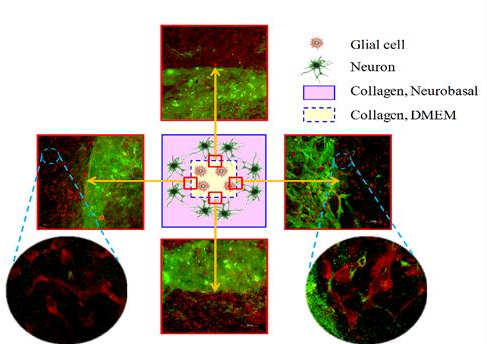 Glial cell
Neuron
Collagen, Neurobasal
Collagen, DMEM